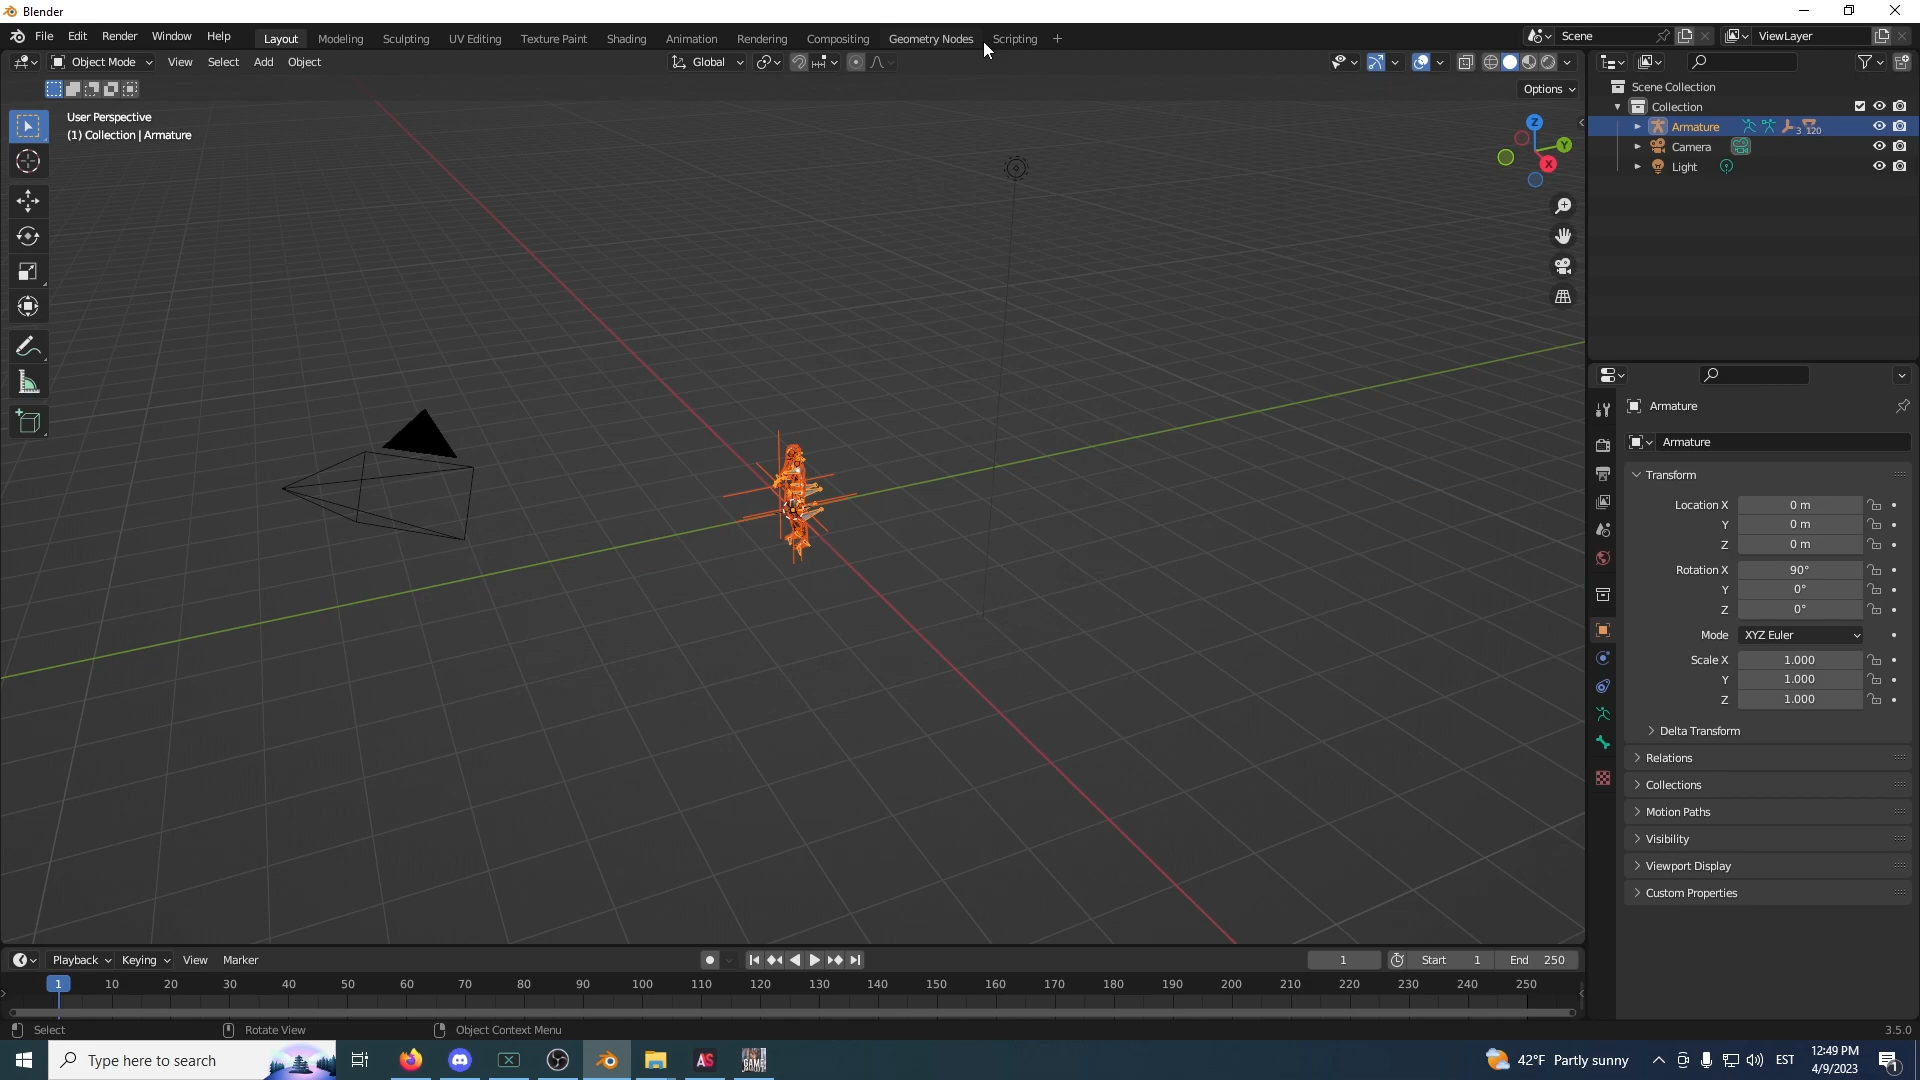 Blender
File Edit Render Window Help Layout Modeling Sculpting UV Editing Texture Paint Shading Animation Rendering Compositing Geometry Nodes Scripting + Scene ViewLayer
Object Mode View Select Add Object Global
Options
User Perspective
(1) Collection | Armature
Z
Y
X
Scene Collection
Collection
Armature 3 120
Camera
Light
Armature
Armature
Transform
Location X 0 m
Y 0 m
Z 0 m
Rotation X 90°
Y 0°
Z 0°
Mode XYZ Euler
Scale X 1.000
Y 1.000
Z 1.000
Delta Transform
Relations
Collections
Motion Paths
Visibility
Viewport Display
Custom Properties
Playback Keying View Marker 1 Start 1 End 250
1 10 20 30 40 50 60 70 80 90 100 110 120 130 140 150 160 170 180 190 200 210 220 230 240 250
Select Rotate View Object Context Menu 3.5.0
Type here to search AS GAME 42°F Partly sunny EST 12:49 PM
4/9/2023 1